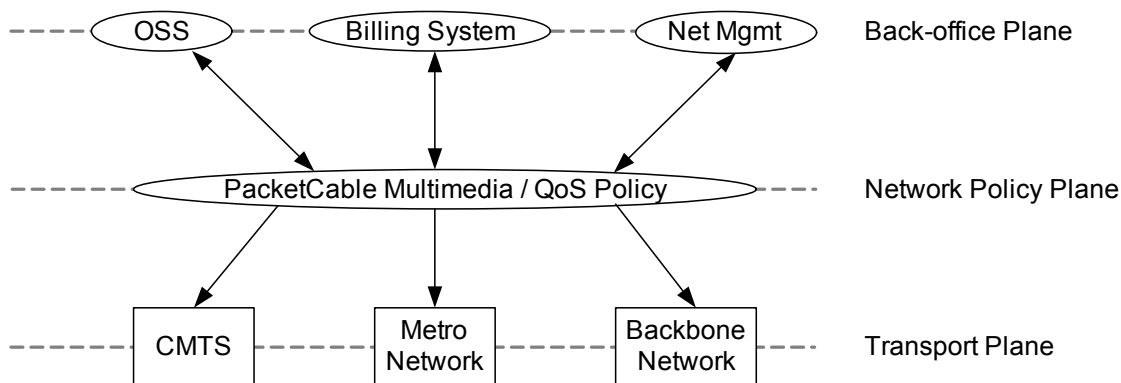 OSS
Billing System
Net Mgmt
Back-office Plane
PacketCable Multimedia / QoS Policy
Network Policy Plane
CMTS
Metro
Network
Backbone
Network
Transport Plane